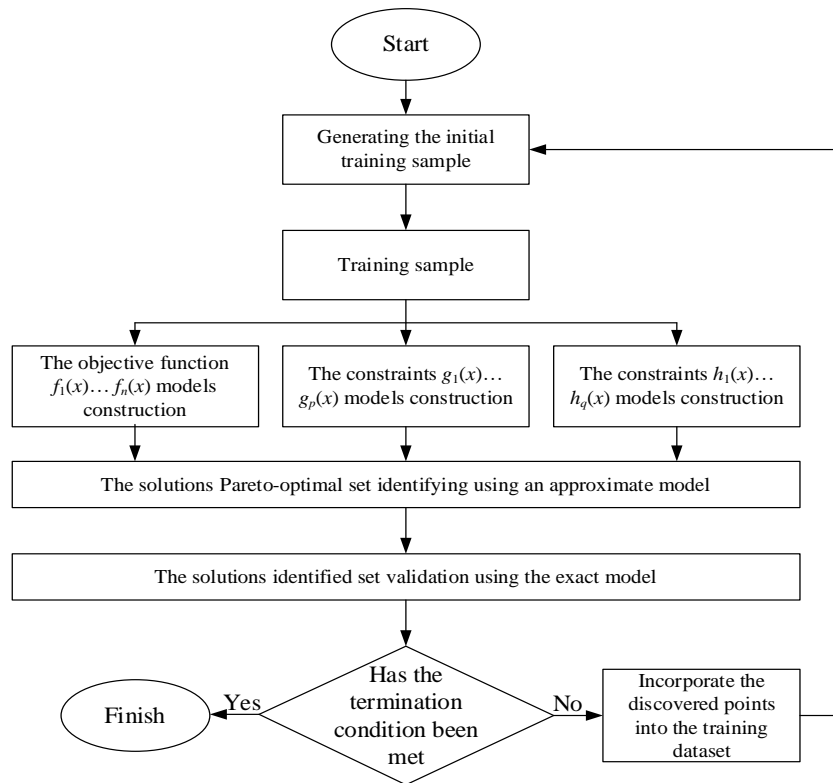 Start
Generating the initial
training sample
Training sample
The objective function
f₁(x)… fₙ(x) models
construction
The constraints g₁(x)…
gₚ(x) models construction
The constraints h₁(x)…
h_q(x) models construction
The solutions Pareto-optimal set identifying using an approximate model
The solutions identified set validation using the exact model
Has the
termination
condition been
met
Yes
No
Finish
Incorporate the
discovered points
into the training
dataset